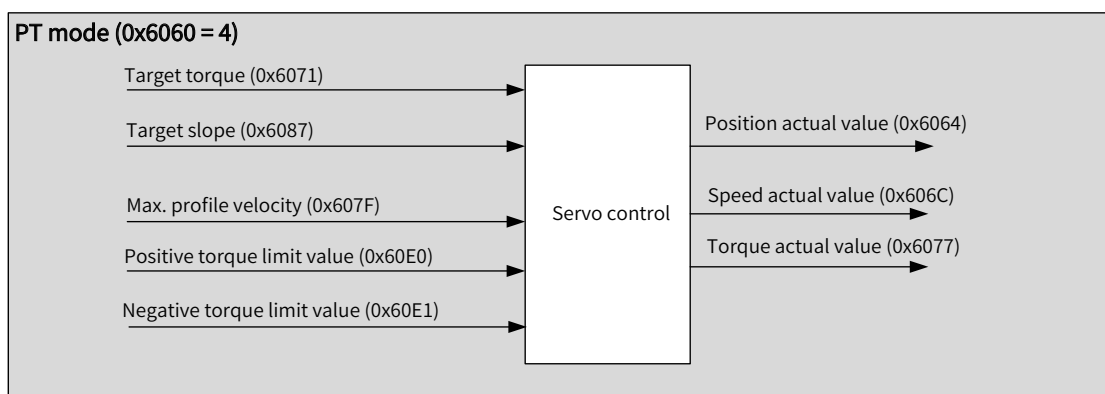 PT mode (0x6060 = 4)
Target torque (0x6071)
Target slope (0x6087)
Max. profile velocity (0x607F)
Positive torque limit value (0x60E0)
Negative torque limit value (0x60E1)
Servo control
Position actual value (0x6064)
Speed actual value (0x606C)
Torque actual value (0x6077)